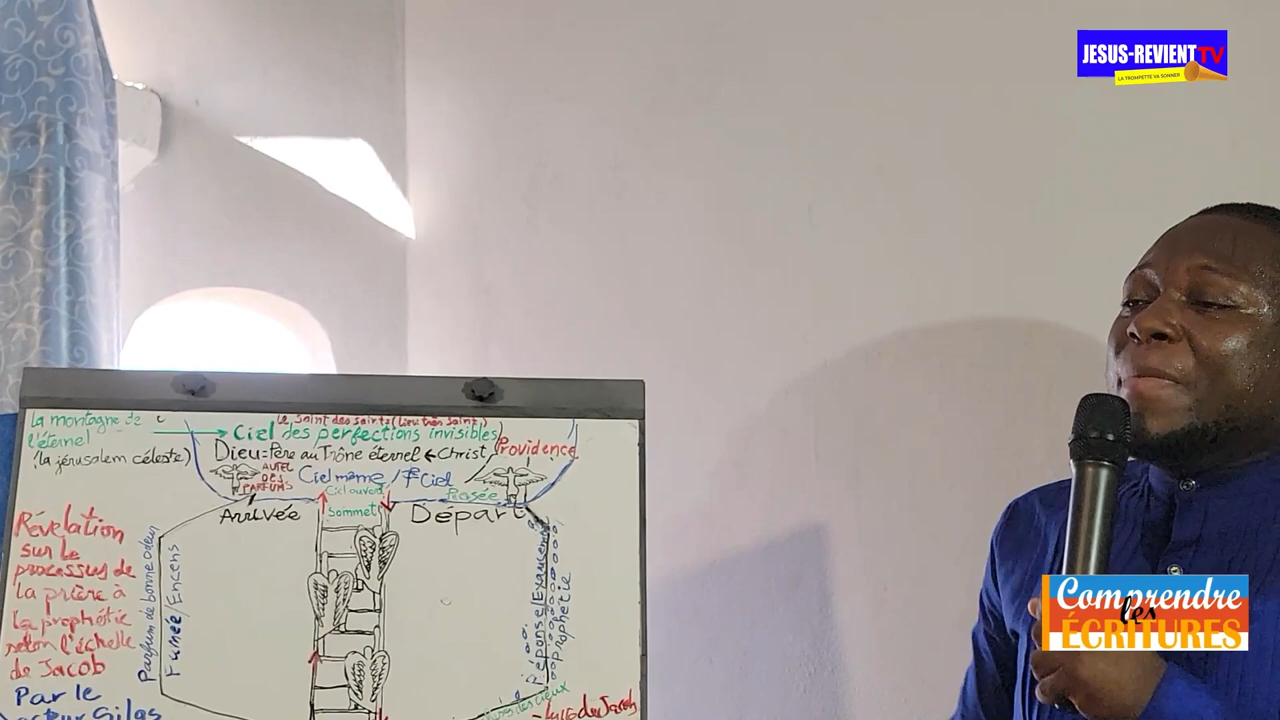 JESUS-REVIENT TV
LA TROMPETTE VA SONNER
Comprendre
les
ÉCRITURES
la montagne de
l'éternel
(la jérusalem céleste)
le saint des saints (lieu très saint)
Ciel des perfections invisibles
Dieu=Père au Trône éternel ← Christ
Providence
AUTEL
DES
PARFUMS
Ciel même / 7e Ciel
Ciel ouvert
Sommet
Arrivée
Départ
Révélation
sur le
processus de
la prière à
la prophétie
selon l'échelle
de Jacob
Par le
Parfum de bonne odeur
Fumée/Encens
Réponse/Exaucement
prophétie
des cieux
de Jacob